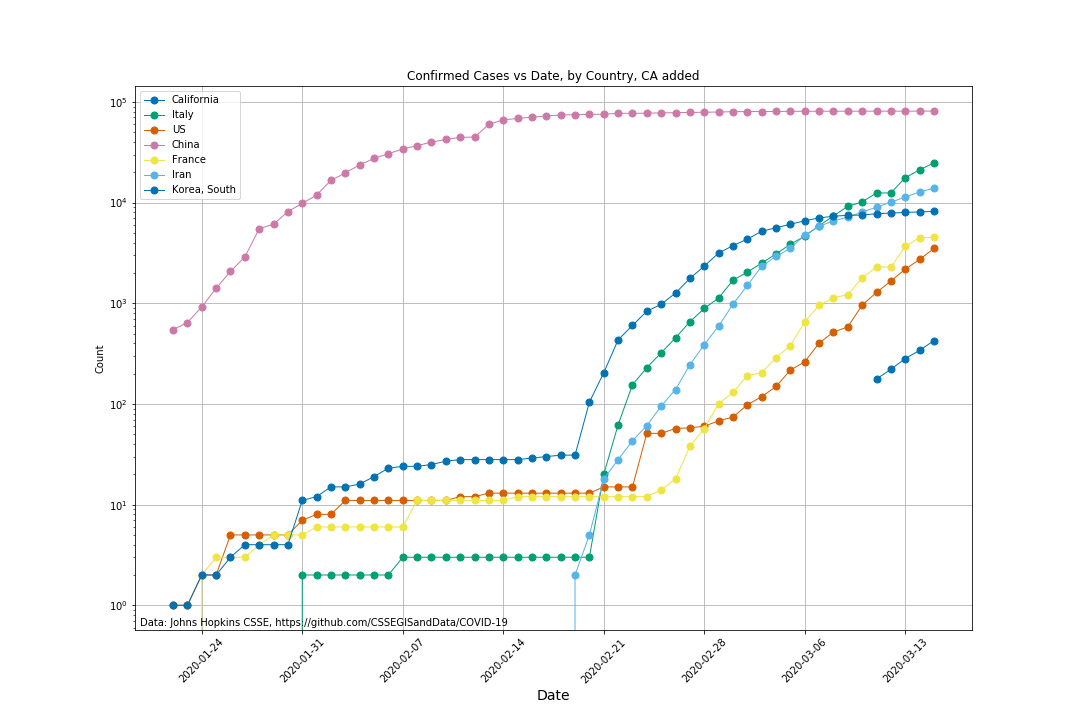 Confirmed Cases vs Date, by Country, CA added
California
Italy
US
China
France
Iran
Korea, South
10^5
10^4
10^3
10^2
10^1
10^0
Count
Data: Johns Hopkins CSSE, https://github.com/CSSEGISandData/COVID-19
2020-01-24
2020-01-31
2020-02-07
2020-02-14
2020-02-21
2020-02-28
2020-03-06
2020-03-13
Date